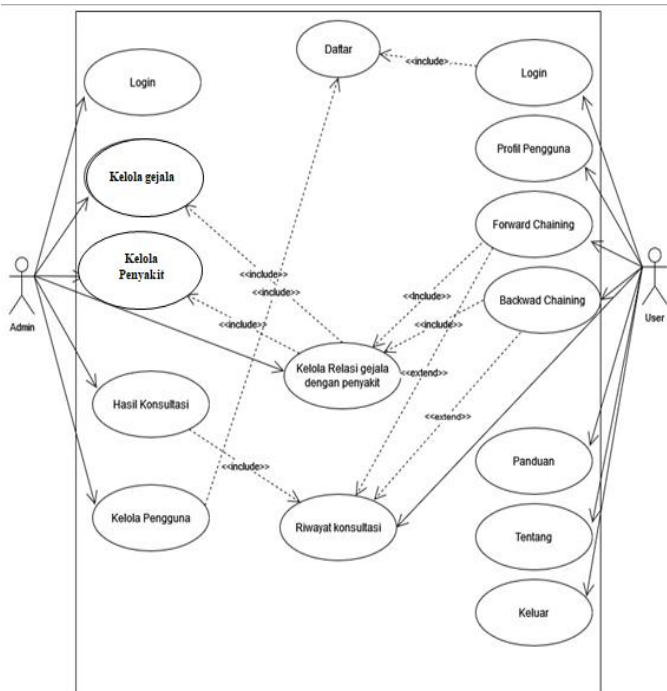 Daftar
<<include>
Login
Login
Profil Pengguna
Kelola gejala
Forward Chaining
Kelola
Penyakit
<<include>>
<<include>>
<<Include>>
Backwad Chaining
Admin
User
<<include>>
<<include>>
Kelola Relasi gejala
dengan penyakit
<<extend>>
Hasil Konsultasi
<<extend>>
Panduan
<<include>>
Kelola Pengguna
Riwayat konsultasi
Tentang
Keluar